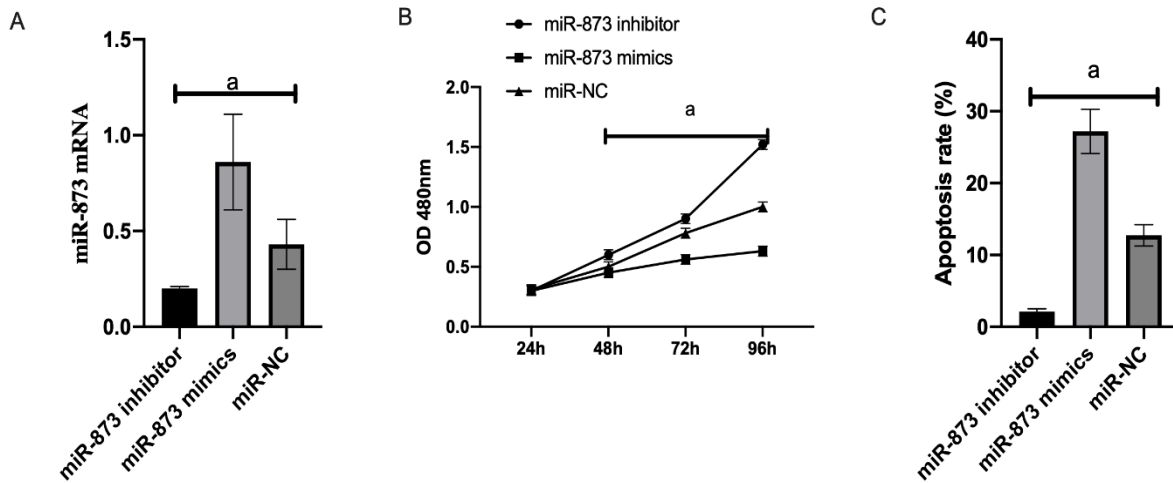 A
miR-873 mRNA
1.5
1.0
0.5
0.0
a
miR-873 inhibitor
miR-873 mimics
miR-NC
B
miR-873 inhibitor
miR-873 mimics
miR-NC
OD 480nm
2.0
1.5
1.0
0.5
0.0
a
24h
48h
72h
96h
C
Apoptosis rate (%)
40
30
20
10
0
a
miR-873 inhibitor
miR-873 mimics
miR-NC